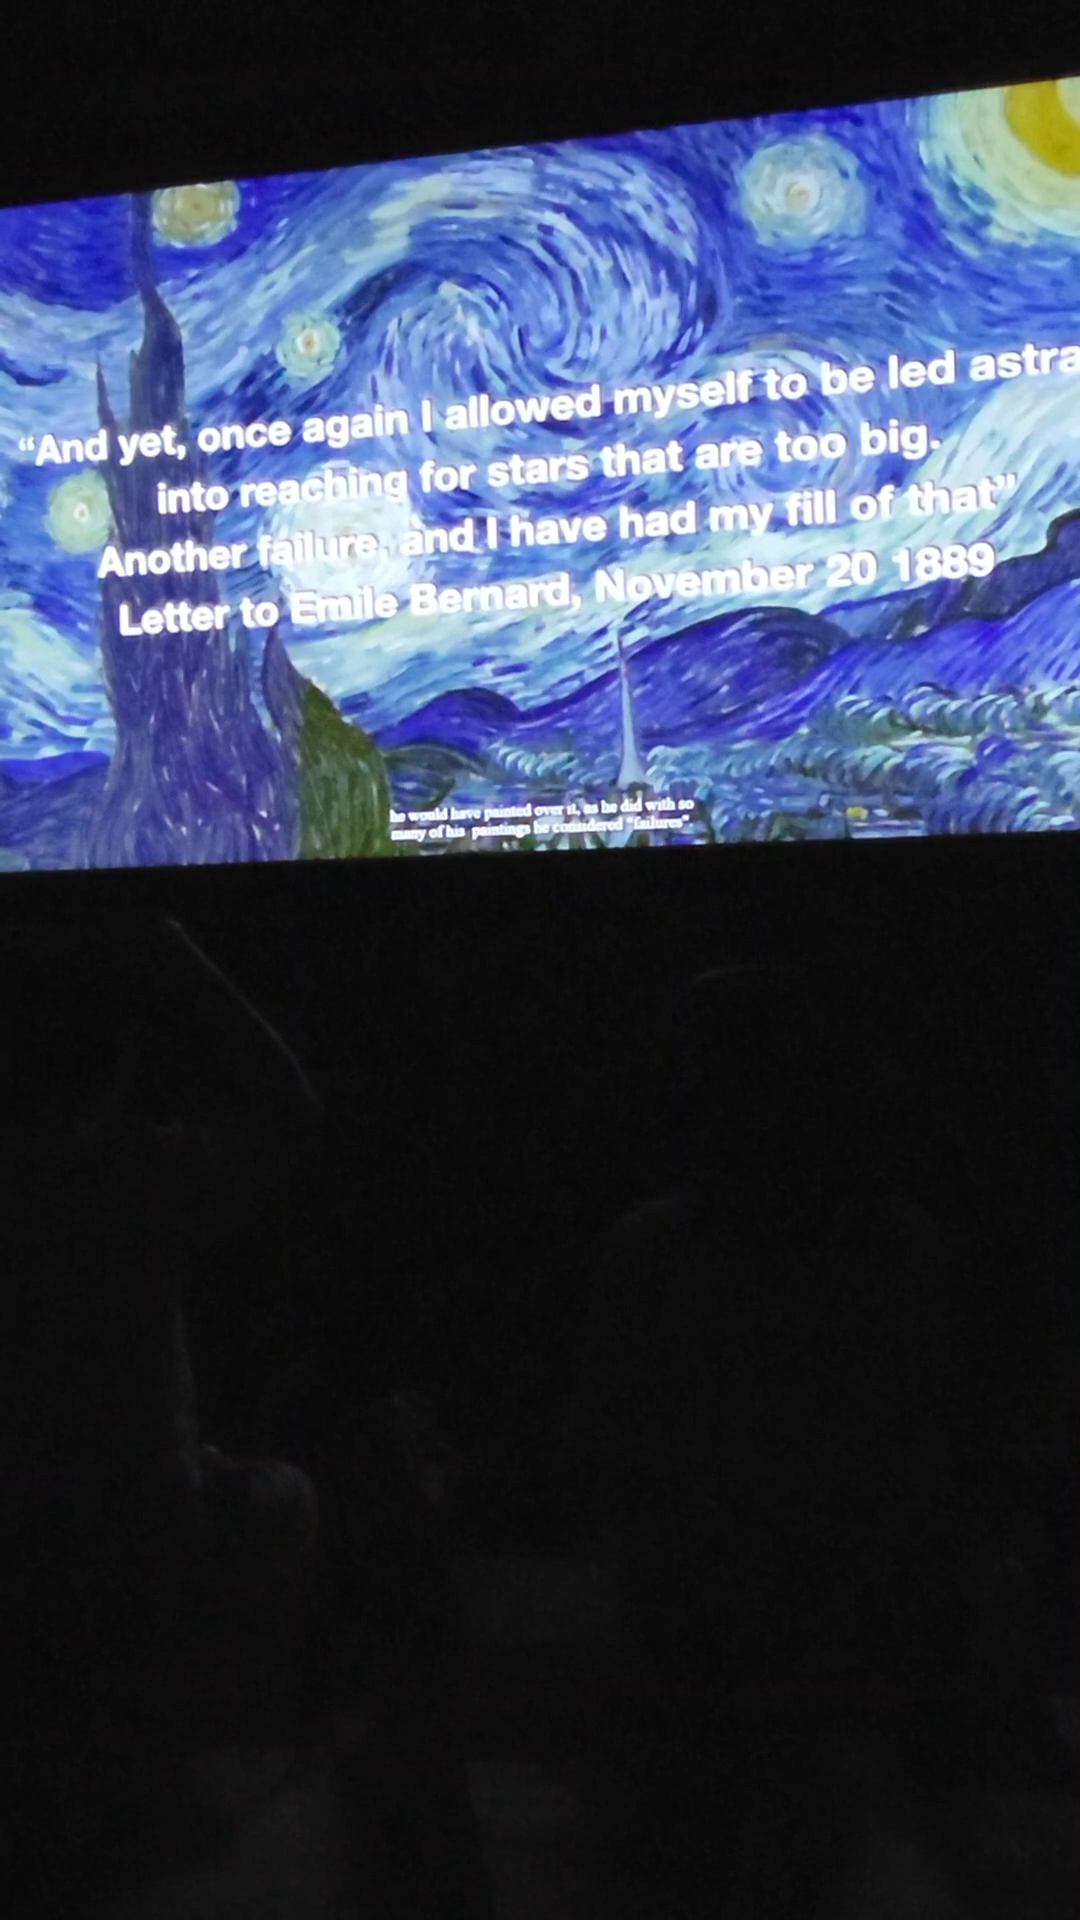 “And yet, once again I allowed myself to be led astra
into reaching for stars that are too big.
Another failure, and I have had my fill of that”
Letter to Emile Bernard, November 20 1889
he would have painted over it, as he did with so
many of his paintings he considered "failures".